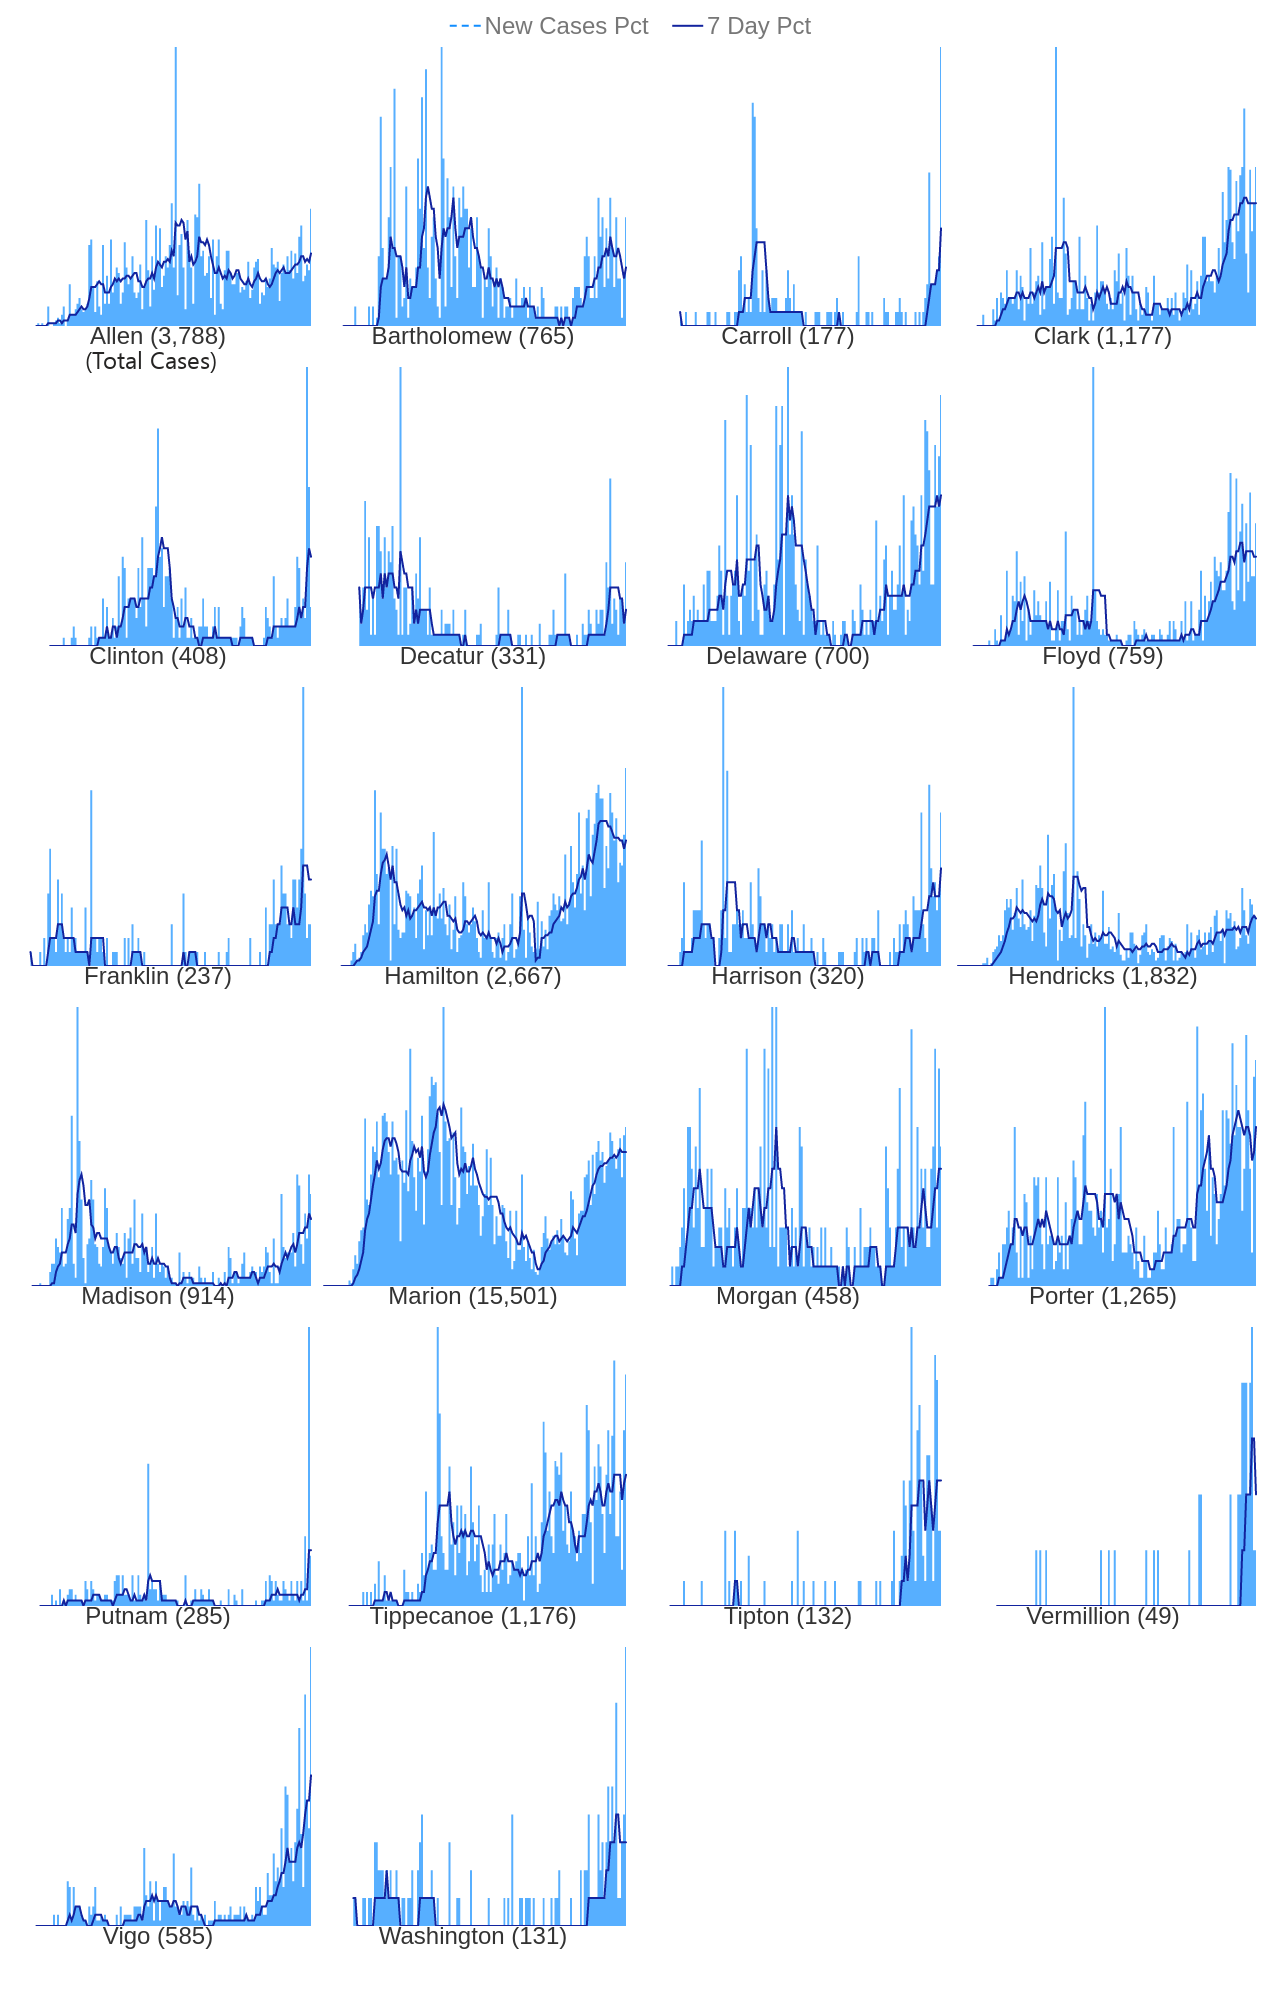 New Cases Pct 7 Day Pct
Allen (3,788) Bartholomew (765) Carroll (177) Clark (1,177)
(Total Cases)
Clinton (408) Decatur (331) Delaware (700) Floyd (759)
Franklin (237) Hamilton (2,667) Harrison (320) Hendricks (1,832)
Madison (914) Marion (15,501) Morgan (458) Porter (1,265)
Putnam (285) Tippecanoe (1,176) Tipton (132) Vermillion (49)
Vigo (585) Washington (131)